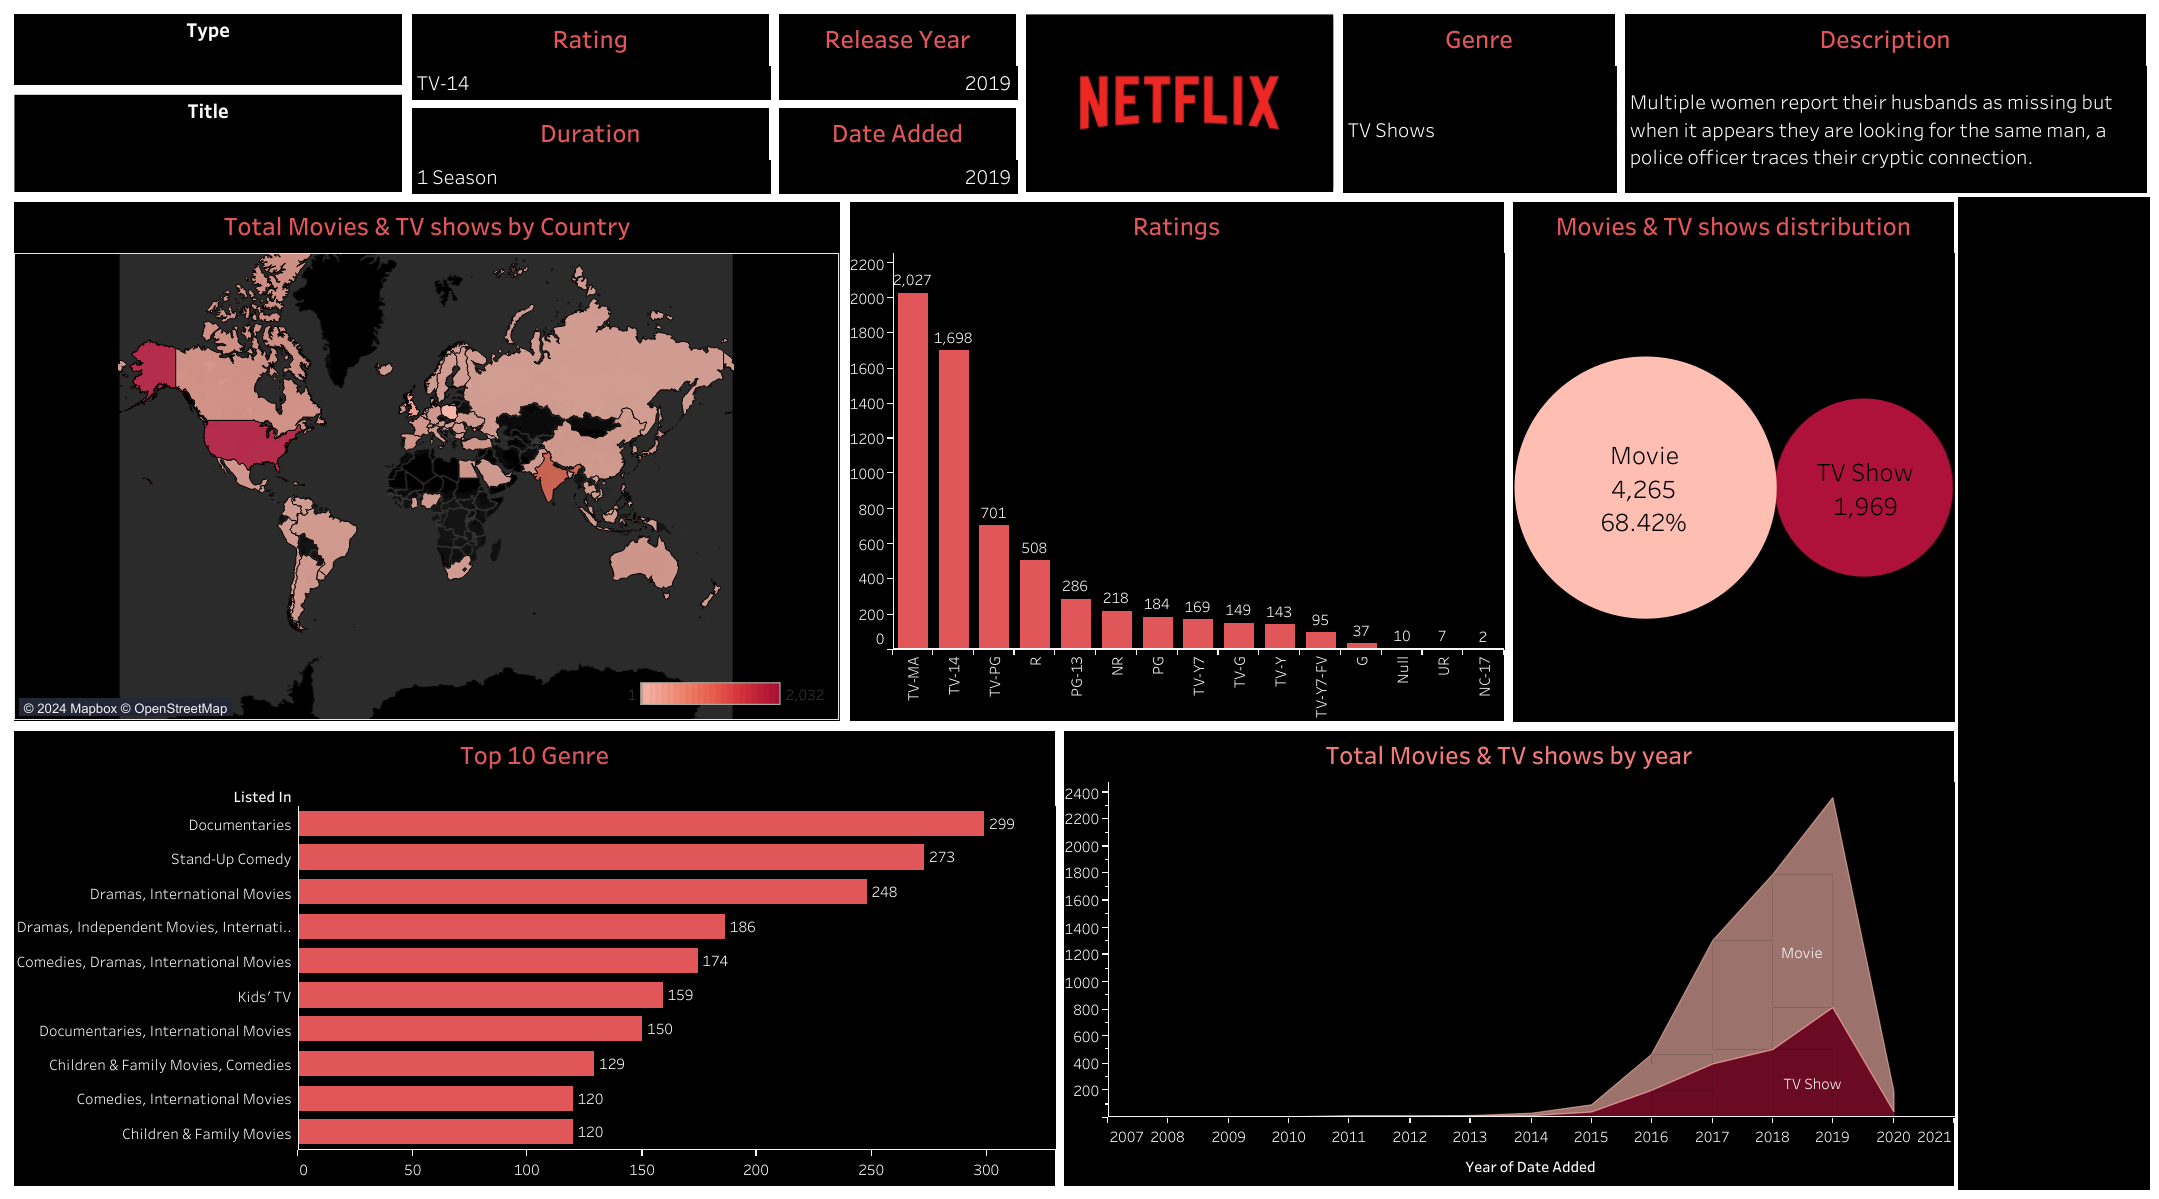 Type
Title
Rating
TV-14
Duration
1 Season
Release Year
2019
Date Added
2019
NETFLIX
Genre
TV Shows
Description
Multiple women report their husbands as missing but
when it appears they are looking for the same man, a
police officer traces their cryptic connection.
Total Movies & TV shows by Country
1
2,032
© 2024 Mapbox © OpenStreetMap
Ratings
2200
2000
1800
1600
1400
1200
1000
800
600
400
200
0
2,027
1,698
701
508
286
218
184
169
149
143
95
37
10
7
2
TV-MA
TV-14
TV-PG
R
PG-13
NR
PG
TV-Y7
TV-G
TV-Y
TV-Y7-FV
G
Null
UR
NC-17
Movies & TV shows distribution
Movie
4,265
68.42%
TV Show
1,969
Top 10 Genre
Listed In
Documentaries 299
Stand-Up Comedy 273
Dramas, International Movies 248
Dramas, Independent Movies, Internati.. 186
Comedies, Dramas, International Movies 174
Kids' TV 159
Documentaries, International Movies 150
Children & Family Movies, Comedies 129
Comedies, International Movies 120
Children & Family Movies 120
0 50 100 150 200 250 300
Total Movies & TV shows by year
2400
2200
2000
1800
1600
1400
1200
1000
800
600
400
200
Movie
TV Show
2007 2008 2009 2010 2011 2012 2013 2014 2015 2016 2017 2018 2019 2020 2021
Year of Date Added